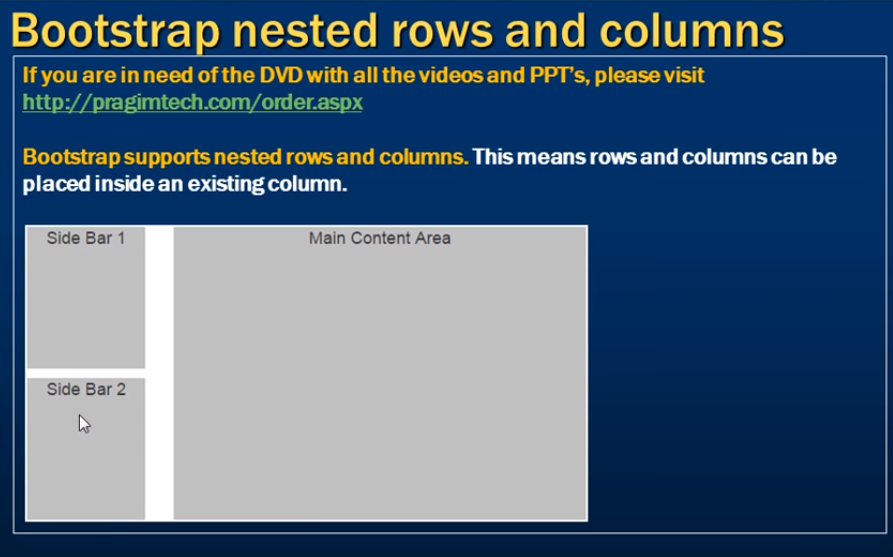 Bootstrap nested rows and columns
If you are in need of the DVD with all the videos and PPT's, please visit
http://pragimtech.com/order.aspx
Bootstrap supports nested rows and columns. This means rows and columns can be
placed inside an existing column.
Side Bar 1
Main Content Area
Side Bar 2